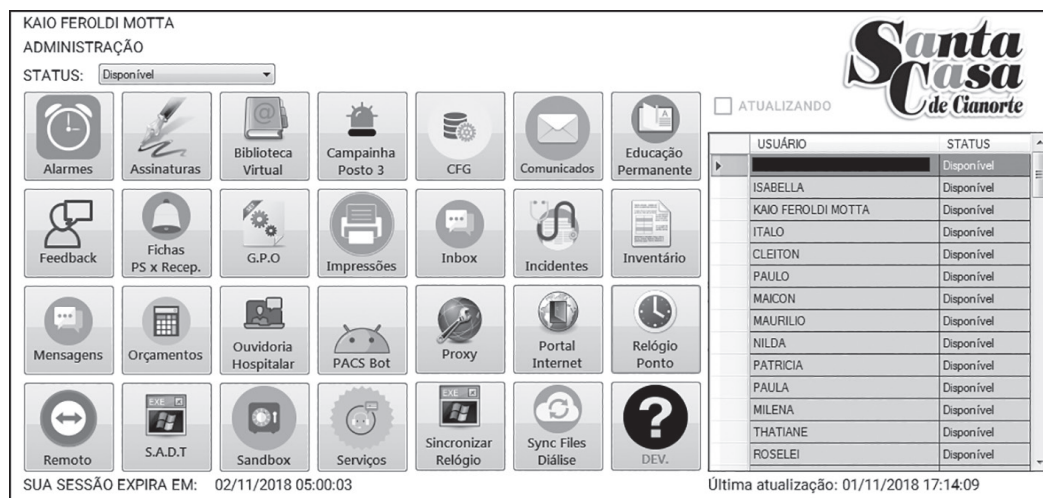 KAIO FEROLDI MOTTA
ADMINISTRAÇÃO
STATUS: Disponível
Santa
Casa
de Cianorte
ATUALIZANDO
Alarmes
Assinaturas
Biblioteca
Virtual
Campainha
Posto 3
CFG
Comunicados
Educação
Permanente
Feedback
Fichas
PS x Recep.
G.P.O
Impressões
Inbox
Incidentes
Inventário
Mensagens
Orçamentos
Ouvidoria
Hospitalar
PACS Bot
Proxy
Portal
Internet
Relógio
Ponto
Remoto
EXE
S.A.D.T
Sandbox
Serviços
EXE
Sincronizar
Relógio
Sync Files
Diálise
?
DEV.
USUÁRIO STATUS
Disponível
ISABELLA Disponível
KAIO FEROLDI MOTTA Disponível
ITALO Disponível
CLEITON Disponível
PAULO Disponível
MAICON Disponível
MAURILIO Disponível
NILDA Disponível
PATRICIA Disponível
PAULA Disponível
MILENA Disponível
THATIANE Disponível
ROSELEI Disponível
SUA SESSÃO EXPIRA EM: 02/11/2018 05:00:03
Última atualização: 01/11/2018 17:14:09